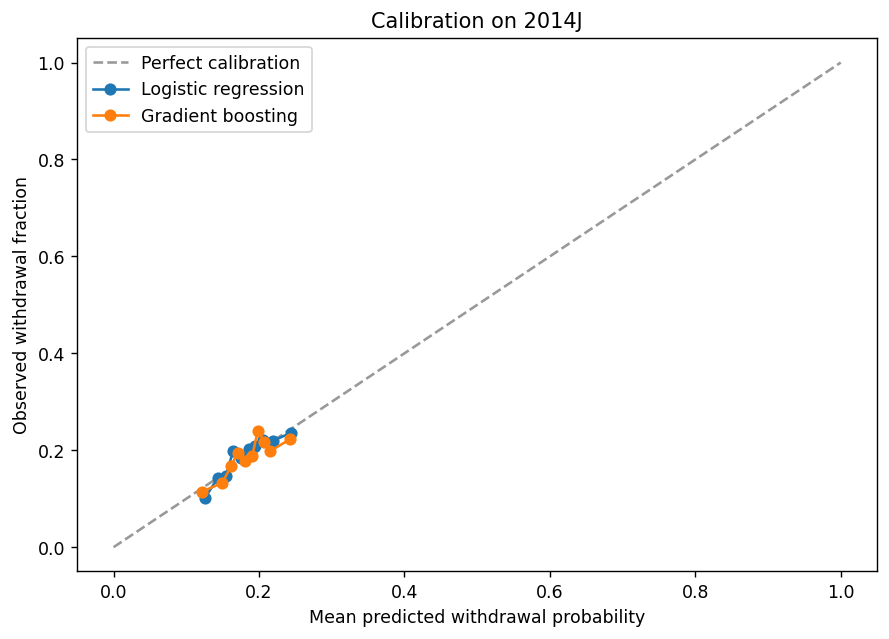 Calibration on 2014J
Perfect calibration
Logistic regression
Gradient boosting
1.0
0.8
0.6
0.4
0.2
0.0
Observed withdrawal fraction
0.0 0.2 0.4 0.6 0.8 1.0
Mean predicted withdrawal probability